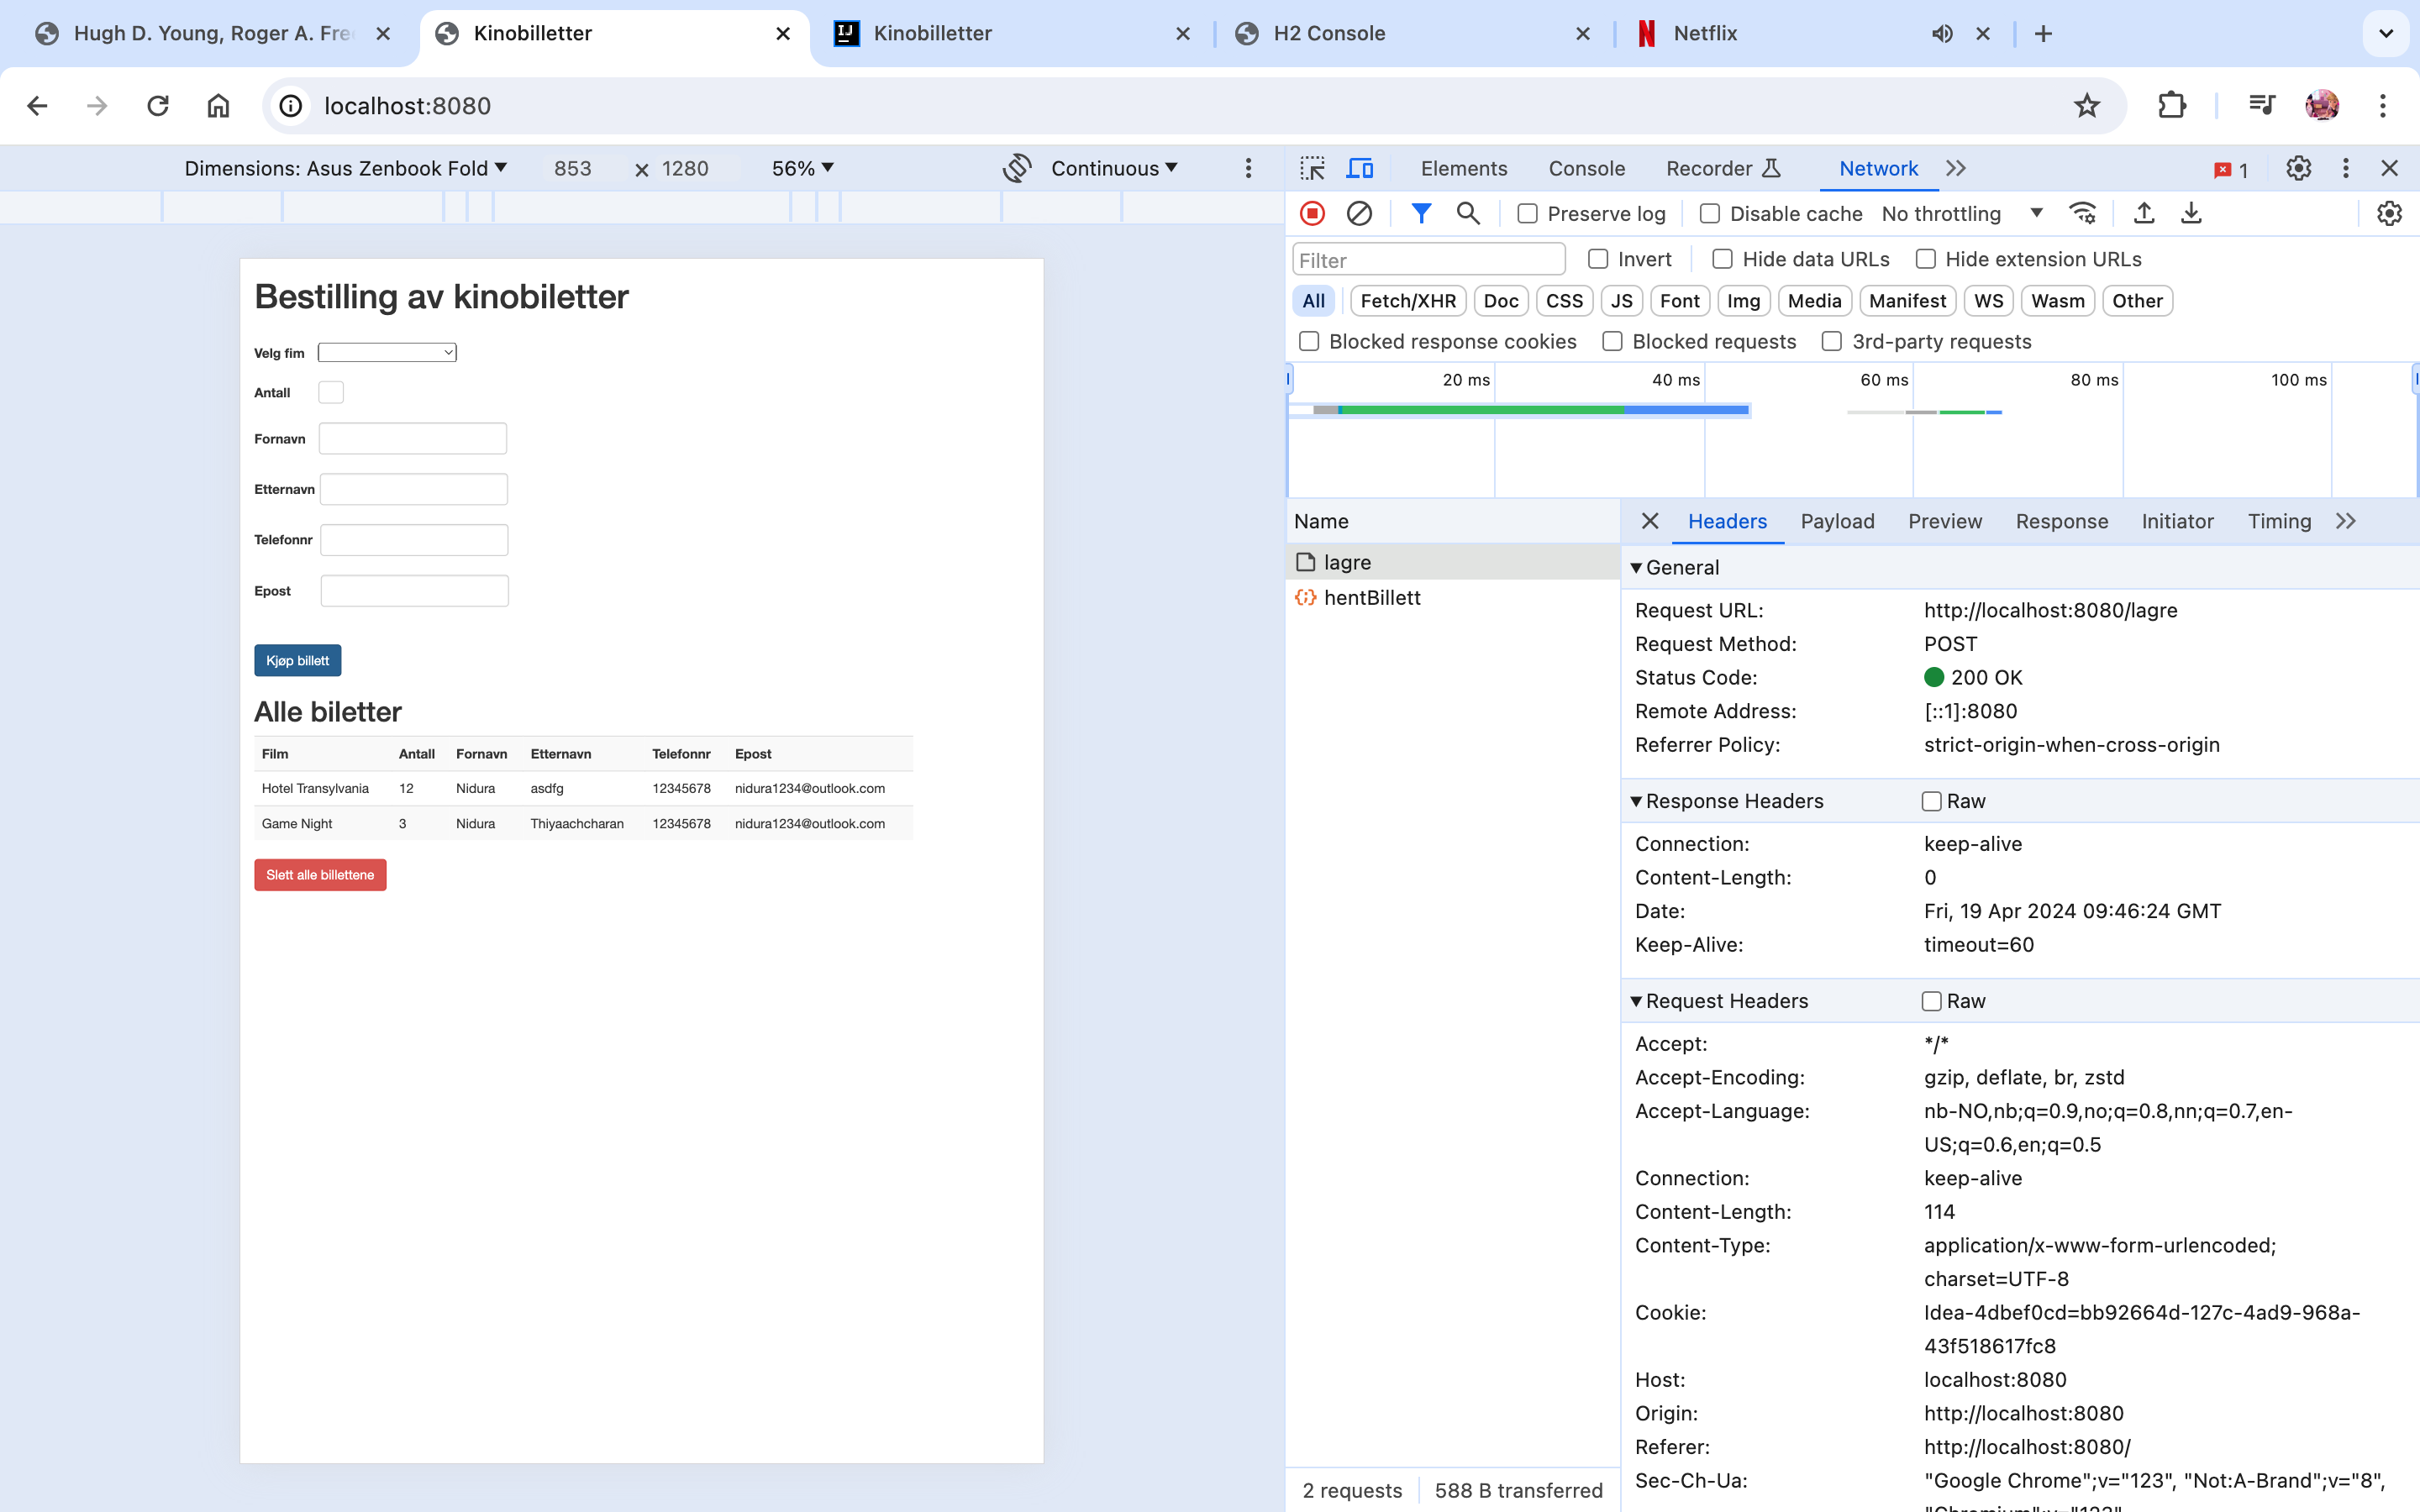 Hugh D. Young, Roger A. Fre
Kinobilletter
Kinobilletter
H2 Console
Netflix
localhost:8080
Dimensions: Asus Zenbook Fold
853 x 1280
56%
Continuous
Elements
Console
Recorder
Network
1
Preserve log
Disable cache
No throttling
Filter
Invert
Hide data URLs
Hide extension URLs
All
Fetch/XHR
Doc
CSS
JS
Font
Img
Media
Manifest
WS
Wasm
Other
Blocked response cookies
Blocked requests
3rd-party requests
20 ms
40 ms
60 ms
80 ms
100 ms
Bestilling av kinobiletter
Velg fim
Antall
Fornavn
Etternavn
Telefonnr
Epost
Kjøp billett
Alle biletter
Film Antall Fornavn Etternavn Telefonnr Epost
Hotel Transylvania 12 Nidura asdfg 12345678 nidura1234@outlook.com
Game Night 3 Nidura Thiyaachcharan 12345678 nidura1234@outlook.com
Slett alle billettene
Name
lagre
hentBillett
2 requests
588 B transferred
Headers
Payload
Preview
Response
Initiator
Timing
General
Request URL: http://localhost:8080/lagre
Request Method: POST
Status Code: 200 OK
Remote Address: [::1]:8080
Referrer Policy: strict-origin-when-cross-origin
Response Headers Raw
Connection: keep-alive
Content-Length: 0
Date: Fri, 19 Apr 2024 09:46:24 GMT
Keep-Alive: timeout=60
Request Headers Raw
Accept: */*
Accept-Encoding: gzip, deflate, br, zstd
Accept-Language: nb-NO,nb;q=0.9,no;q=0.8,nn;q=0.7,en-
US;q=0.6,en;q=0.5
Connection: keep-alive
Content-Length: 114
Content-Type: application/x-www-form-urlencoded;
charset=UTF-8
Cookie: Idea-4dbef0cd=bb92664d-127c-4ad9-968a-
43f518617fc8
Host: localhost:8080
Origin: http://localhost:8080
Referer: http://localhost:8080/
Sec-Ch-Ua: "Google Chrome";v="123", "Not:A-Brand";v="8",